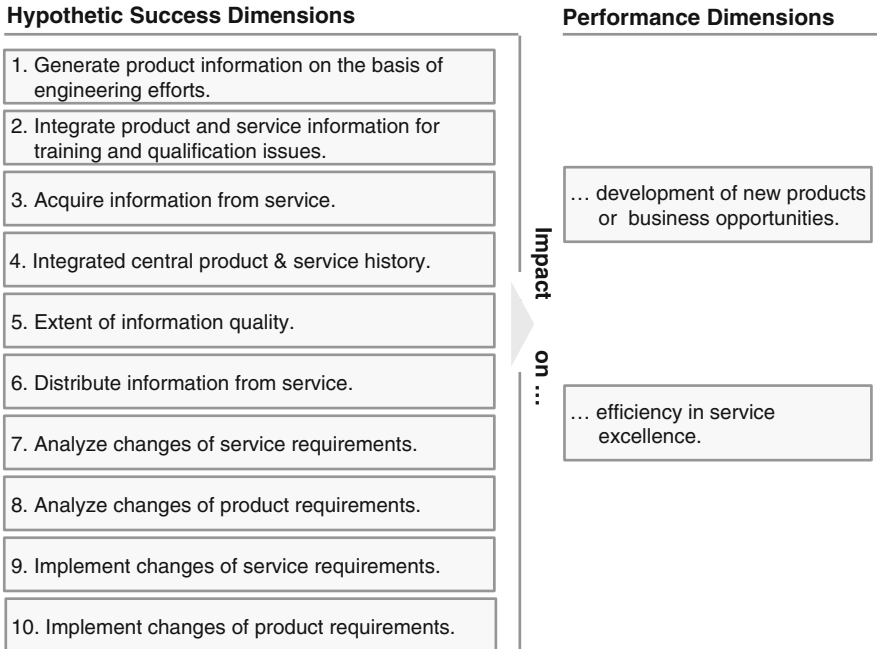 Hypothetic Success Dimensions
1. Generate product information on the basis of
engineering efforts.
2. Integrate product and service information for
training and qualification issues.
3. Acquire information from service.
4. Integrated central product & service history.
5. Extent of information quality.
6. Distribute information from service.
7. Analyze changes of service requirements.
8. Analyze changes of product requirements.
9. Implement changes of service requirements.
10. Implement changes of product requirements.
Impact on …
Performance Dimensions
… development of new products
or business opportunities.
… efficiency in service
excellence.